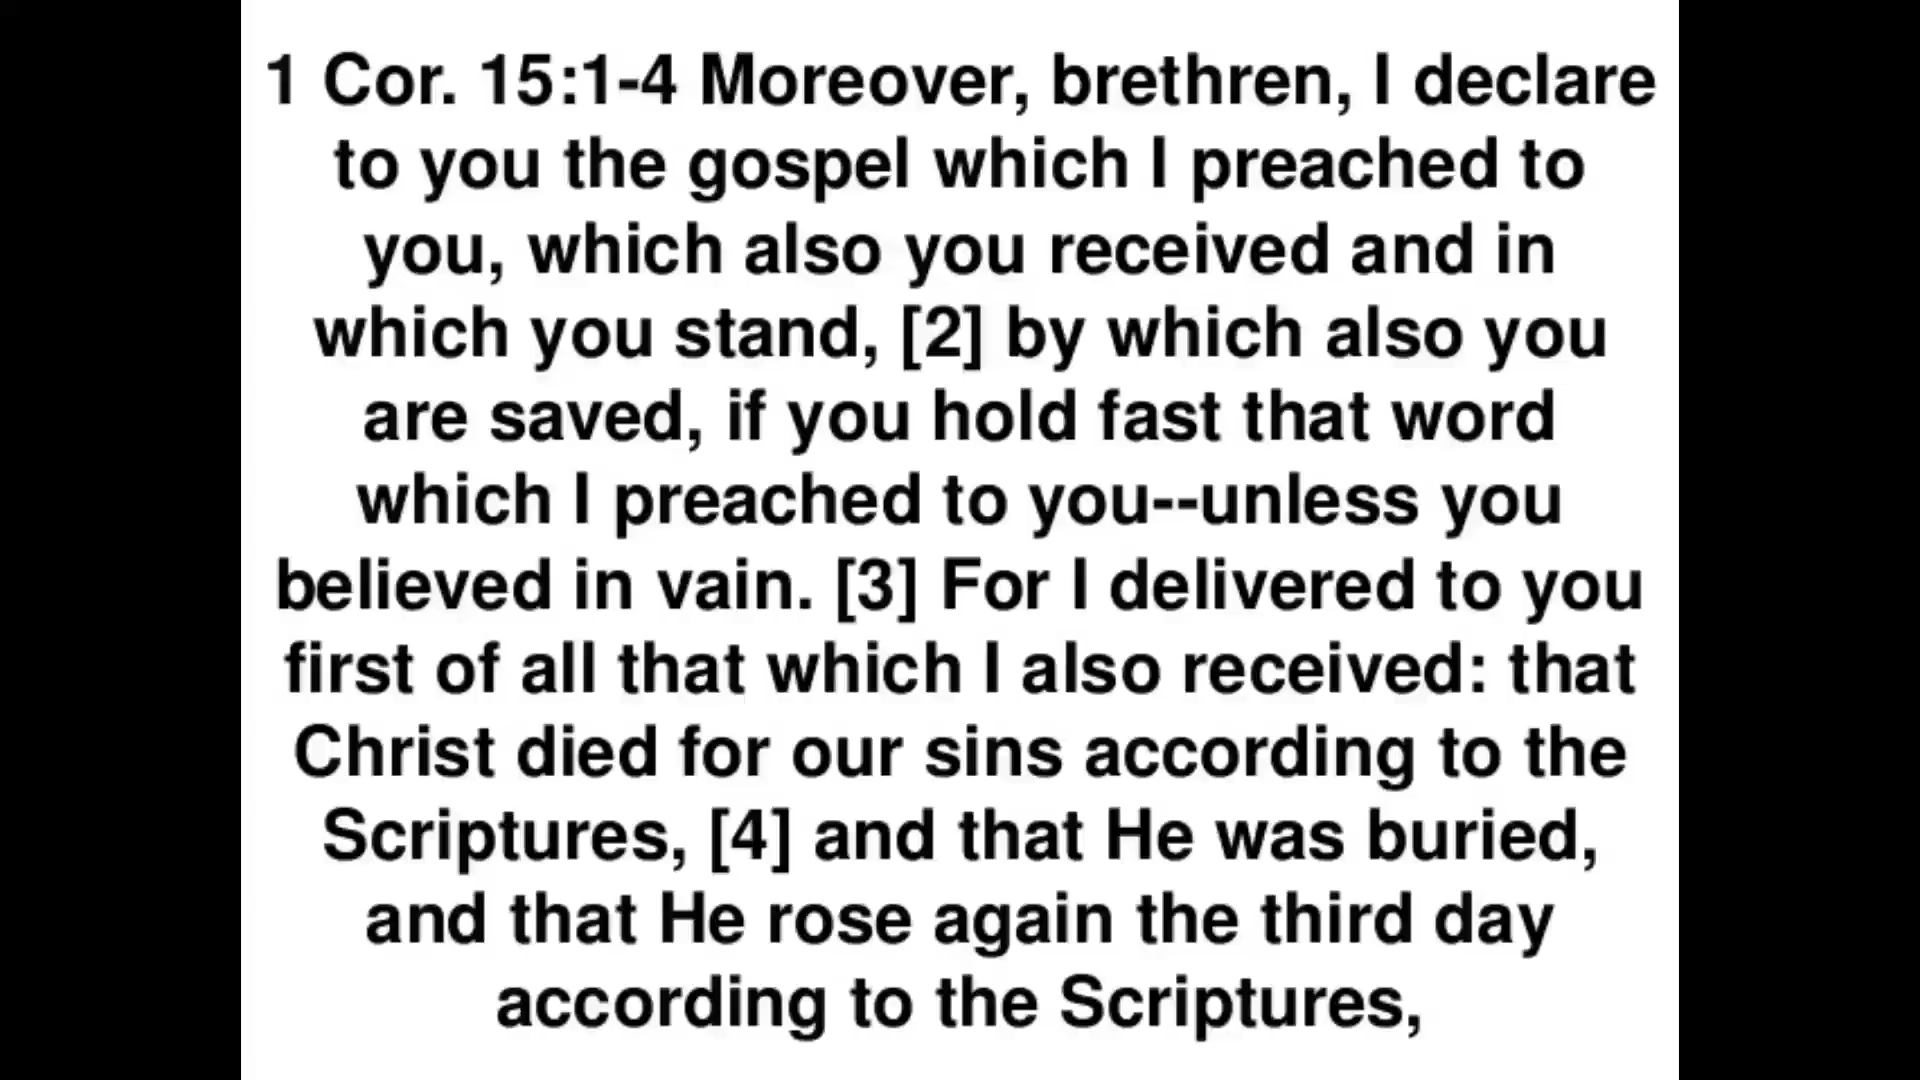 1 Cor. 15:1-4 Moreover, brethren, I declare
to you the gospel which I preached to
you, which also you received and in
which you stand, [2] by which also you
are saved, if you hold fast that word
which I preached to you--unless you
believed in vain. [3] For I delivered to you
first of all that which I also received: that
Christ died for our sins according to the
Scriptures, [4] and that He was buried,
and that He rose again the third day
according to the Scriptures,